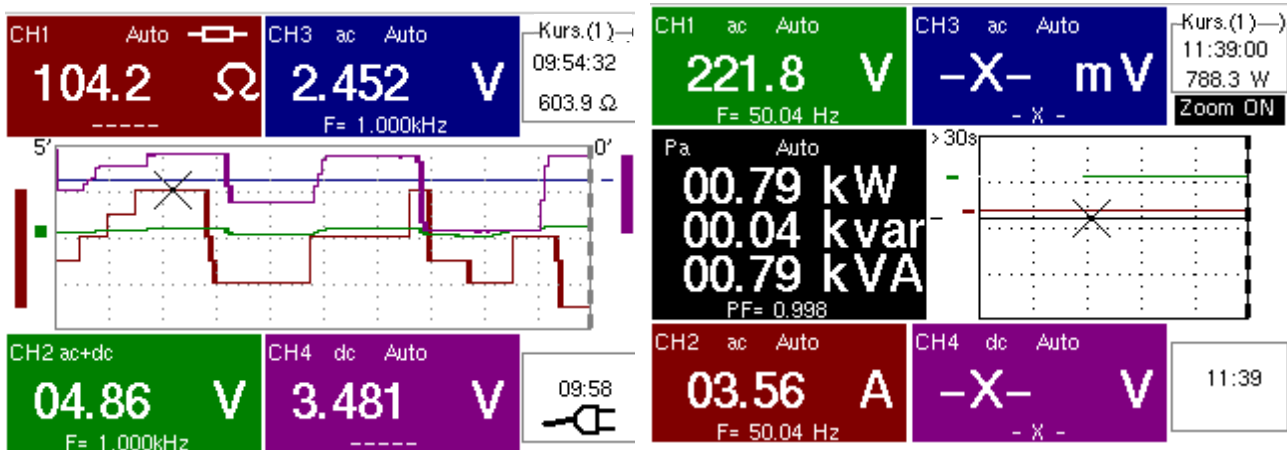 CH1 Auto
104.2 Ω
- - - - -
CH3 ac Auto
2.452 V
F= 1.000kHz
Kurs.(1)
09:54:32
603.9 Ω
5'
0'
CH2 ac+dc
04.86 V
F= 1.000kHz
CH4 dc Auto
3.481 V
- - - - -
09:58
CH1 ac Auto
221.8 V
F= 50.04 Hz
CH3 ac Auto
-X- mV
- X -
Kurs.(1)
11:39:00
788.3 W
Zoom ON
Pa Auto
00.79 kW
00.04 kvar
00.79 kVA
PF= 0.998
>30s
CH2 ac Auto
03.56 A
F= 50.04 Hz
CH4 dc Auto
-X- V
- X -
11:39